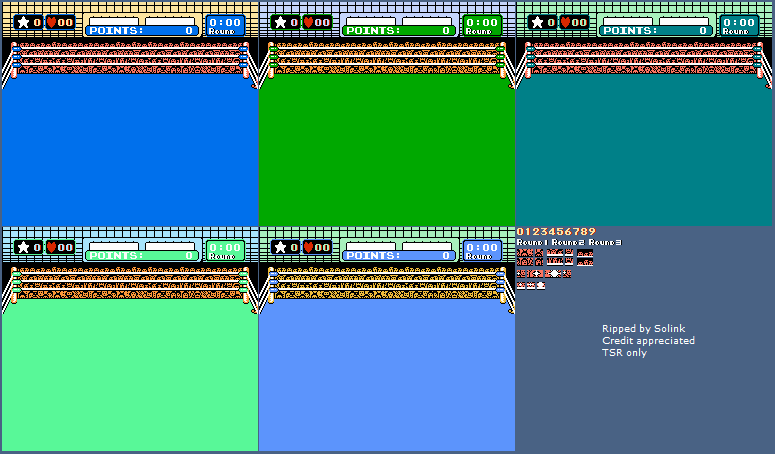 0 00 0:00
POINTS: 0 Round
0 00 0:00
POINTS: 0 Round
0 00 0:00
POINTS: 0 Round
0 00 0:00
POINTS: 0 Round
0 00 0:00
POINTS: 0 Round
0123456789
Round 1 Round 2 Round 3
Ripped by Solink
Credit appreciated
TSR only